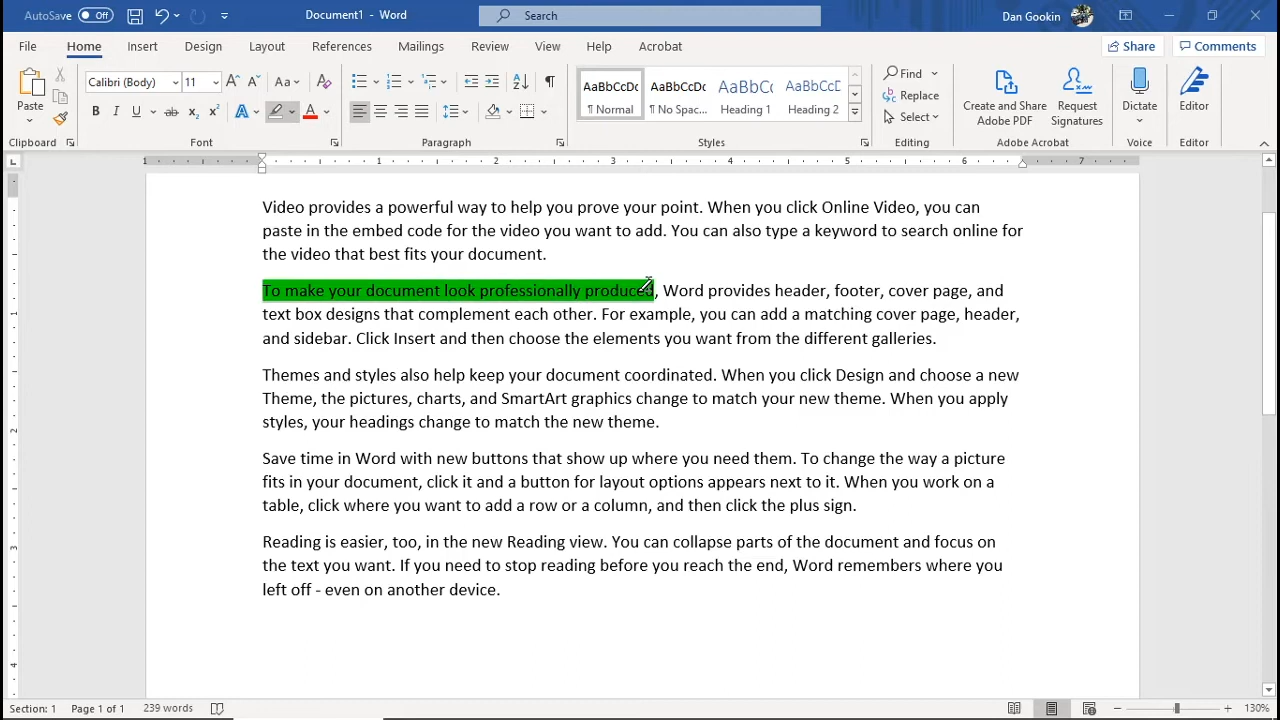 AutoSave Off Document1 - Word Search Dan Gookin
File Home Insert Design Layout References Mailings Review View Help Acrobat Share Comments
Calibri (Body) 11 Aa AaBbCcDc AaBbCcDc AaBbCc AaBbCcDc Find
Paste B I U ab x₂ x² A A ¶ Normal ¶ No Spac... Heading 1 Heading 2 Replace Create and Share Adobe PDF Request Signatures Dictate Editor
Select
Clipboard Font Paragraph Styles Editing Adobe Acrobat Voice Editor
1 1 2 3 4 5 6 7
Video provides a powerful way to help you prove your point. When you click Online Video, you can
paste in the embed code for the video you want to add. You can also type a keyword to search online for
the video that best fits your document.
To make your document look professionally produced, Word provides header, footer, cover page, and
text box designs that complement each other. For example, you can add a matching cover page, header,
and sidebar. Click Insert and then choose the elements you want from the different galleries.
Themes and styles also help keep your document coordinated. When you click Design and choose a new
Theme, the pictures, charts, and SmartArt graphics change to match your new theme. When you apply
styles, your headings change to match the new theme.
Save time in Word with new buttons that show up where you need them. To change the way a picture
fits in your document, click it and a button for layout options appears next to it. When you work on a
table, click where you want to add a row or a column, and then click the plus sign.
Reading is easier, too, in the new Reading view. You can collapse parts of the document and focus on
the text you want. If you need to stop reading before you reach the end, Word remembers where you
left off - even on another device.
Section: 1 Page 1 of 1 239 words 130%